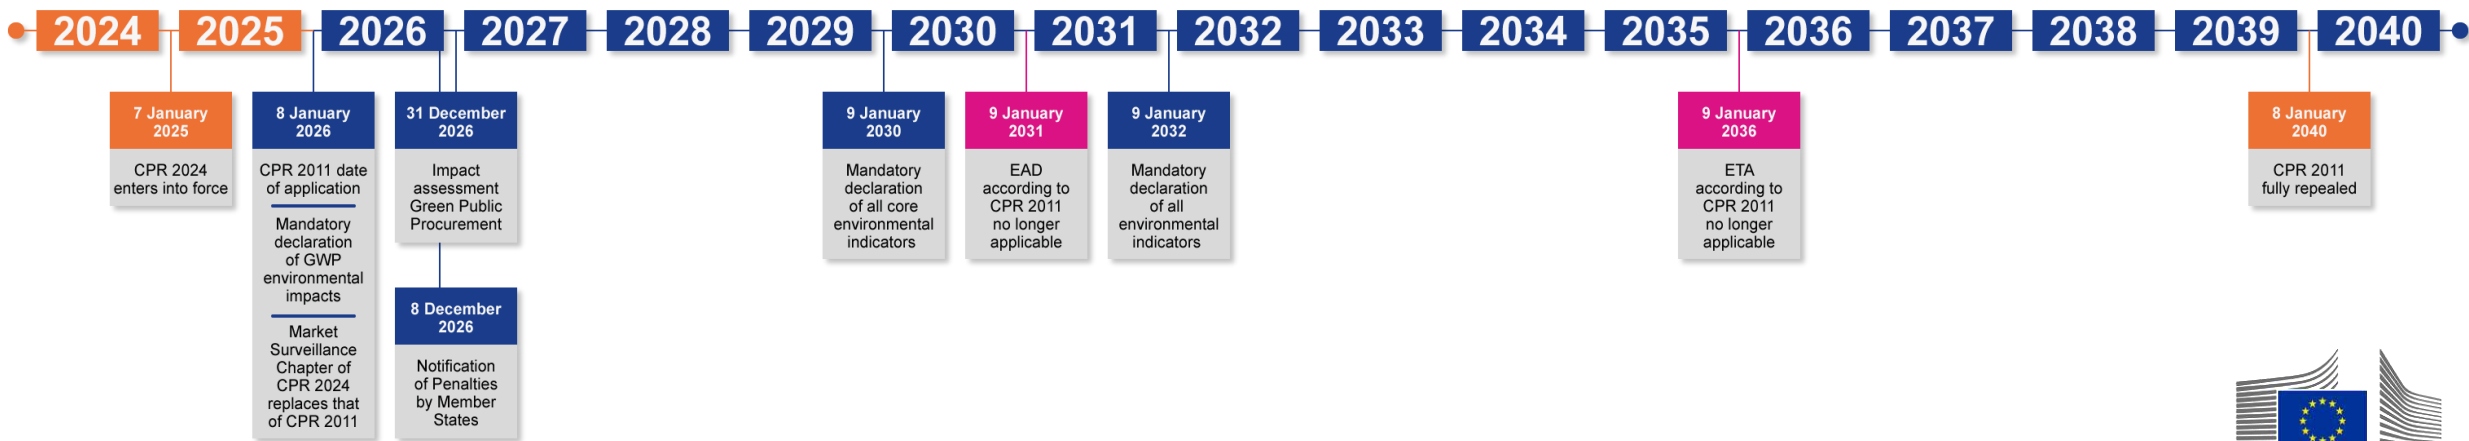 2024 2025 2026 2027 2028 2029 2030 2031 2032 2033 2034 2035 2036 2037 2038 2039 2040
7 January
2025
CPR 2024
enters into force
8 January
2026
CPR 2011 date
of application
Mandatory
declaration
of GWP
environmental
impacts
Market
Surveillance
Chapter of
CPR 2024
replaces that
of CPR 2011
31 December
2026
Impact
assessment
Green Public
Procurement
8 December
2026
Notification
of Penalties
by Member
States
9 January
2030
Mandatory
declaration
of all core
environmental
indicators
9 January
2031
EAD
according to
CPR 2011
no longer
applicable
9 January
2032
Mandatory
declaration
of all
environmental
indicators
9 January
2036
ETA
according to
CPR 2011
no longer
applicable
8 January
2040
CPR 2011
fully repealed